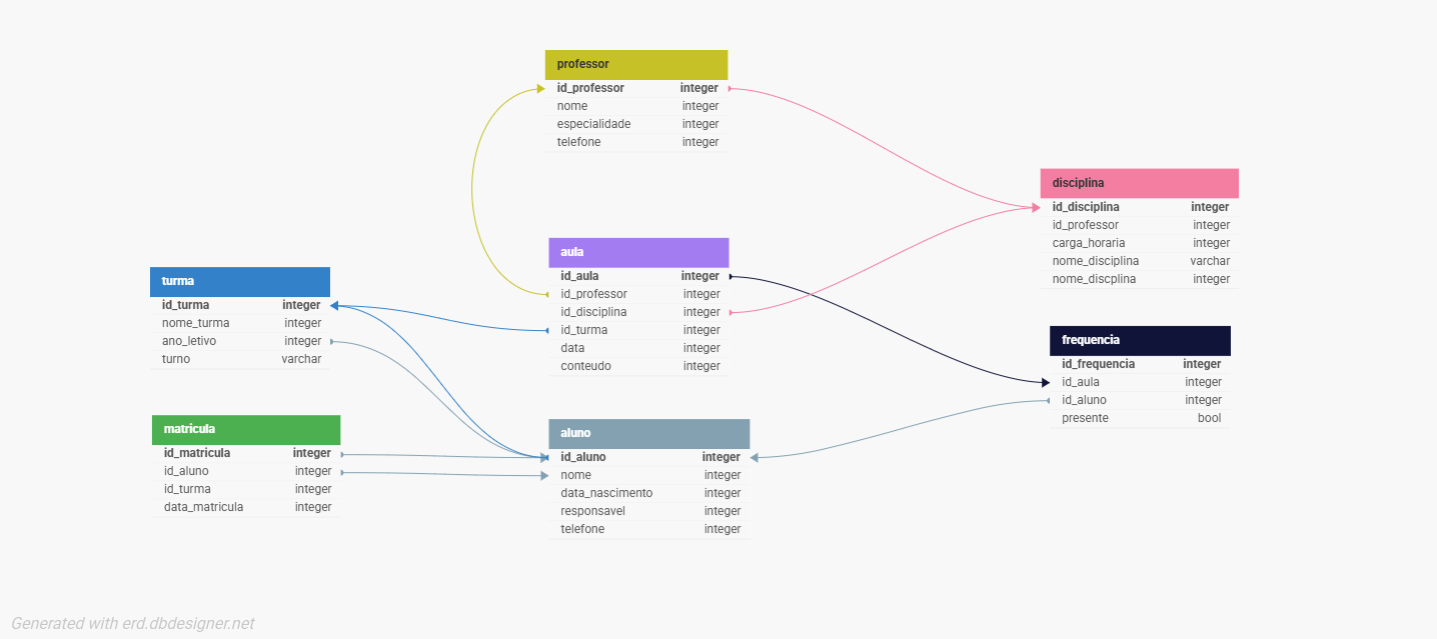 professor
id_professor integer
nome integer
especialidade integer
telefone integer
disciplina
id_disciplina integer
id_professor integer
carga_horaria integer
nome_disciplina varchar
nome_discplina integer
aula
id_aula integer
id_professor integer
id_disciplina integer
id_turma integer
data integer
conteudo integer
turma
id_turma integer
nome_turma integer
ano_letivo integer
turno varchar
frequencia
id_frequencia integer
id_aula integer
id_aluno integer
presente bool
matricula
id_matricula integer
id_aluno integer
id_turma integer
data_matricula integer
aluno
id_aluno integer
nome integer
data_nascimento integer
responsavel integer
telefone integer
Generated with erd.dbdesigner.net